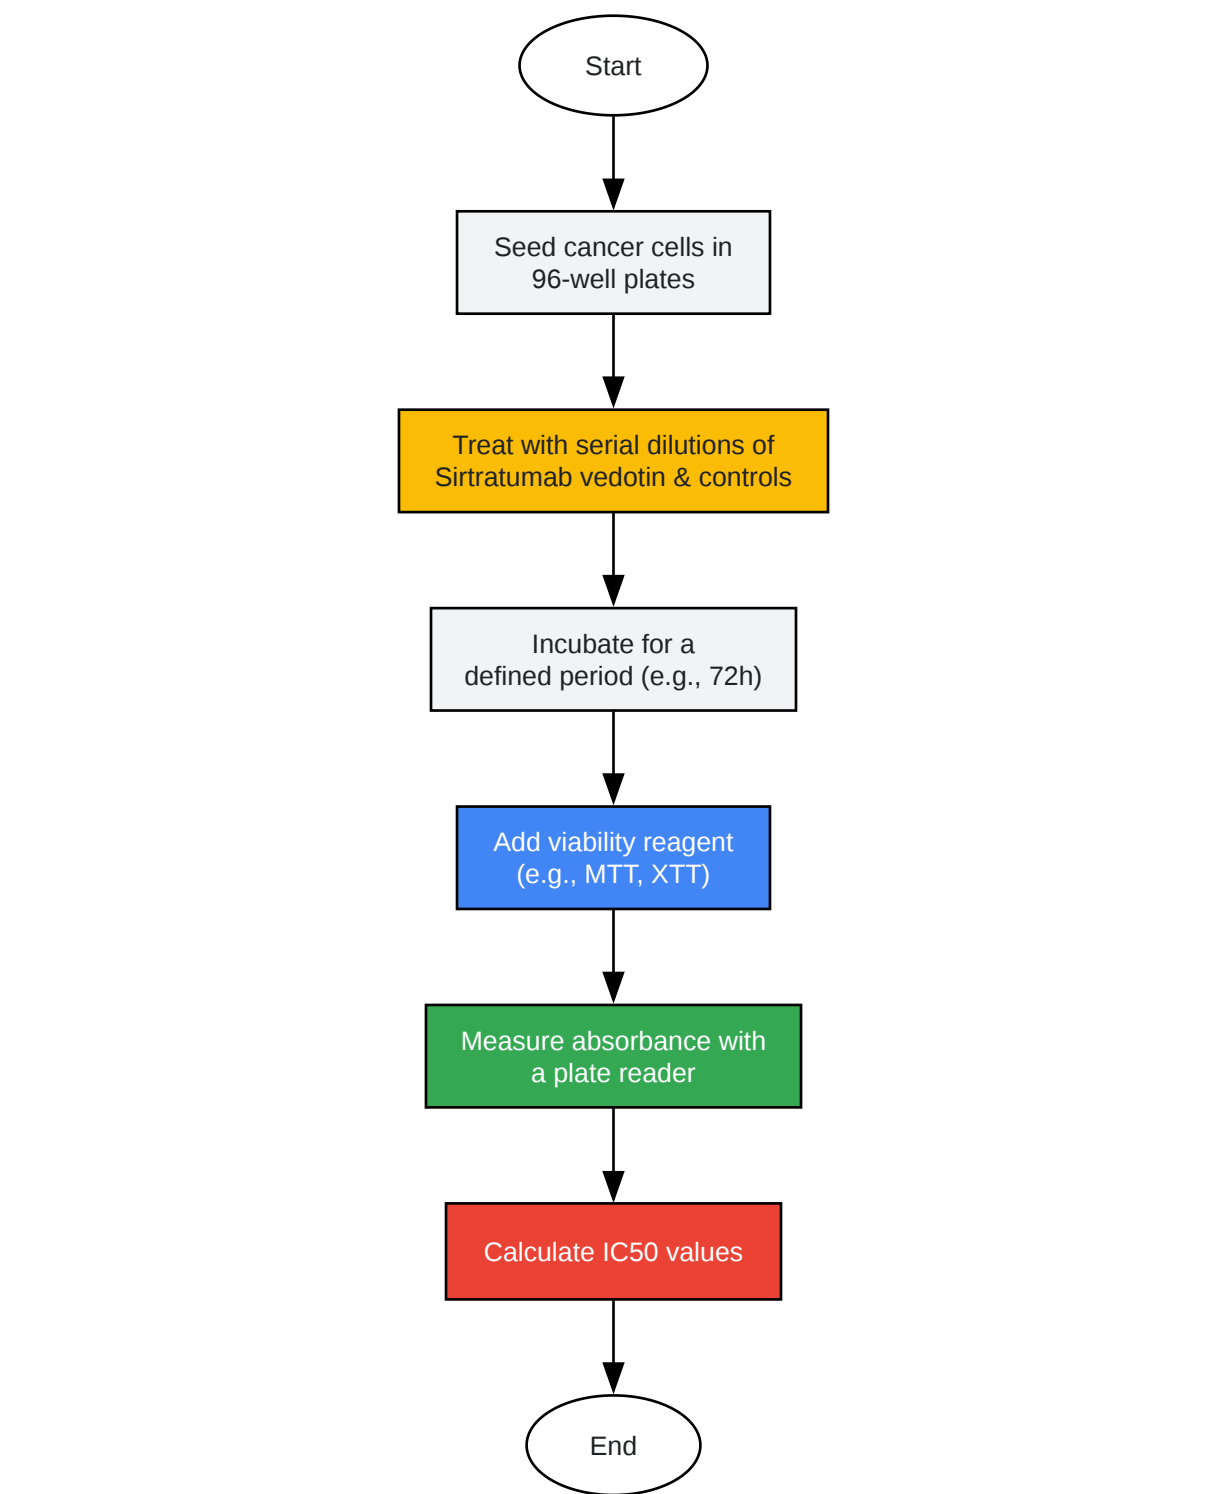 Start
Seed cancer cells in
96-well plates
Treat with serial dilutions of
Sirtratumab vedotin & controls
Incubate for a
defined period (e.g., 72h)
Add viability reagent
(e.g., MTT, XTT)
Measure absorbance with
a plate reader
Calculate IC50 values
End